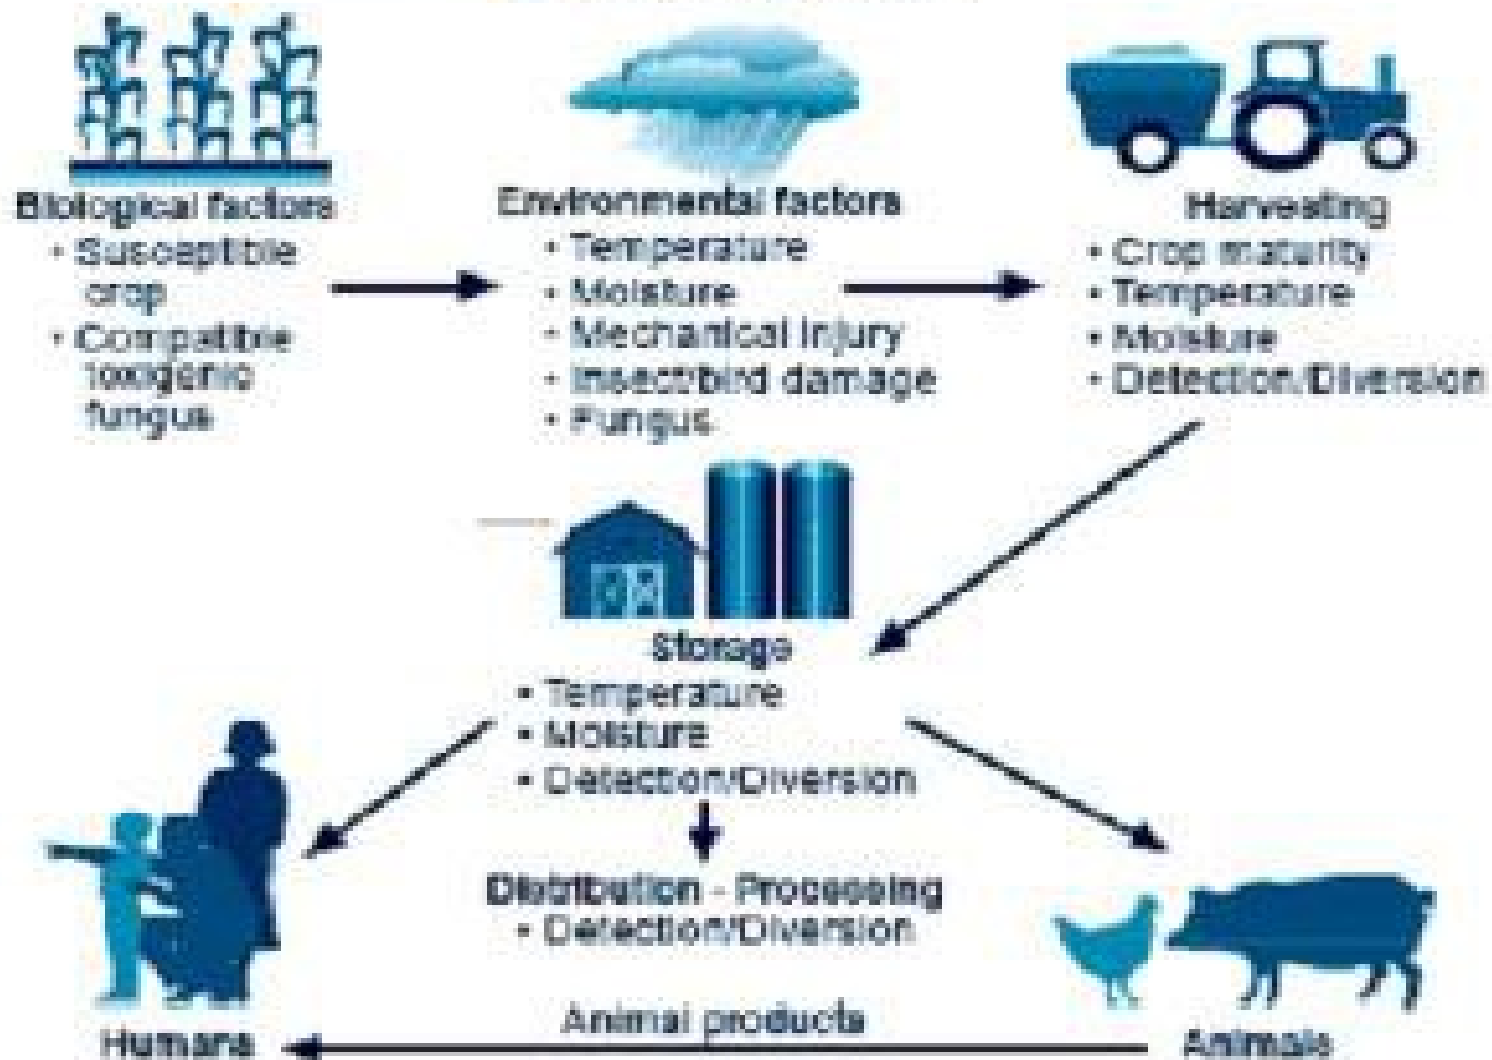 Biological factors
• Susceptible
crop
• Compatible
toxigenic
fungus
Environmental factors
• Temperature
• Moisture
• Mechanical injury
• Insect/bird damage
• Fungus
Harvesting
• Crop maturity
• Temperature
• Moisture
• Detection/Diversion
Storage
• Temperature
• Moisture
• Detection/Diversion
Distribution - Processing
• Detection/Diversion
Animal products
Humans
Animals